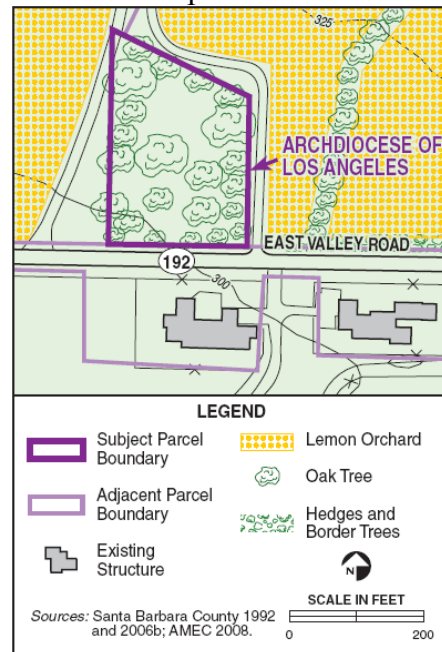 325
ARCHDIOCESE OF
LOS ANGELES
EAST VALLEY ROAD
192
300
LEGEND
Subject Parcel
Boundary
Lemon Orchard
Oak Tree
Adjacent Parcel
Boundary
Hedges and
Border Trees
Existing
Structure
N
SCALE IN FEET
0 200
Sources: Santa Barbara County 1992
and 2006b; AMEC 2008.